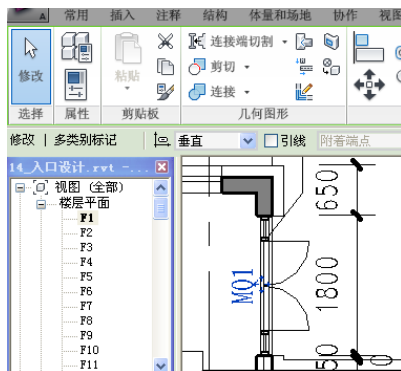 常用 插入 注释 结构 体量和场地 协作 视图
修改 粘贴 连接端切割
剪切
连接
选择 属性 剪贴板 几何图形
修改 | 多类别标记 垂直 引线 附着端点
14_入口设计.rvt - ...
视图 (全部)
楼层平面
F1
F2
F3
F4
F5
F6
F7
F8
F9
F10
F11
650
M01
1800
50